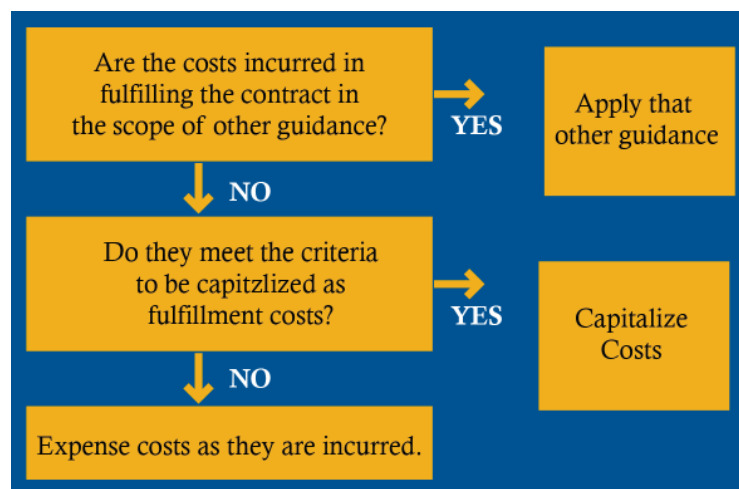 Are the costs incurred in
fulfilling the contract in
the scope of other guidance?
YES
Apply that
other guidance
NO
Do they meet the criteria
to be capitzlized as
fulfillment costs?
YES
Capitalize
Costs
NO
Expense costs as they are incurred.